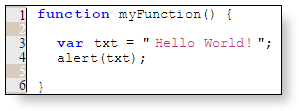 1 function myFunction() {
2
3 var txt = " Hello World! ";
4 alert(txt);
5
6 }